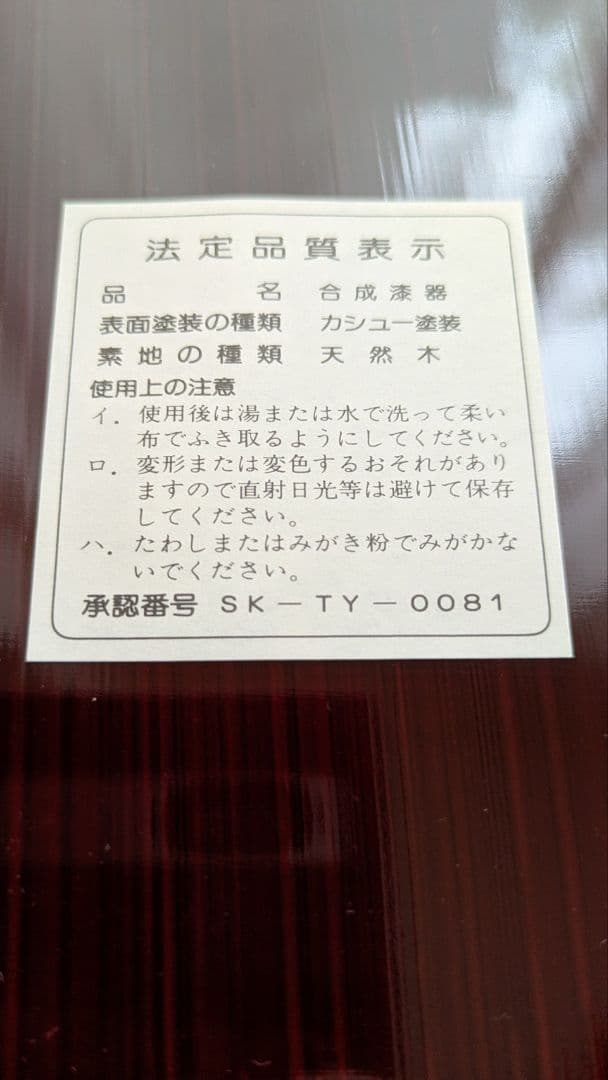 法定品質表示
品名 合成漆器
表面塗装の種類 カシュー塗装
素地の種類 天然木
使用上の注意
イ. 使用後は湯または水で洗って柔い
布でふき取るようにしてください。
ロ. 変形または変色するおそれがあり
ますので直射日光等は避けて保存
してください。
ハ. たわしまたはみがき粉でみがかな
いでください。
承認番号 SK－TY－0081